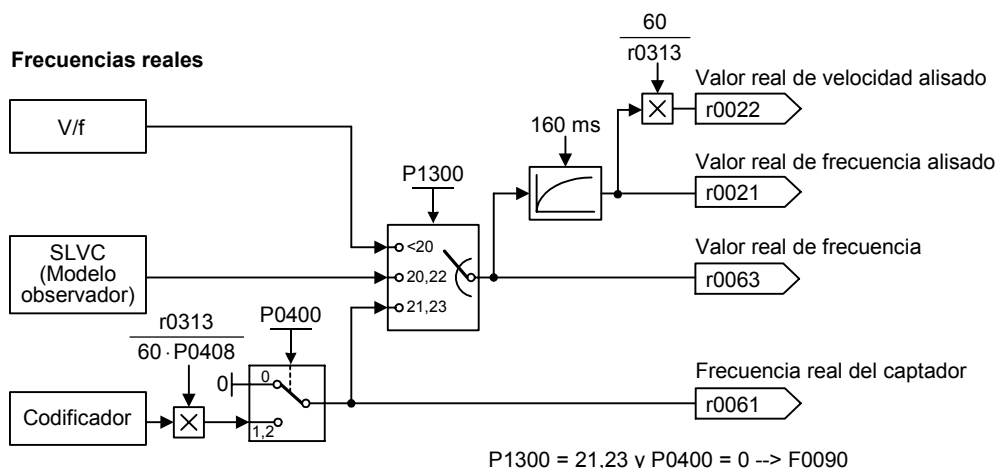 Frecuencias reales
60
r0313
Valor real de velocidad alisado
r0022
V/f
160 ms
Valor real de frecuencia alisado
r0021
P1300
<20
SLVC
(Modelo
observador)
20,22
Valor real de frecuencia
r0063
21,23
r0313
60 · P0408
P0400
0
0
Frecuencia real del captador
r0061
Codificador
1,2
P1300 = 21,23 y P0400 = 0 --> F0090